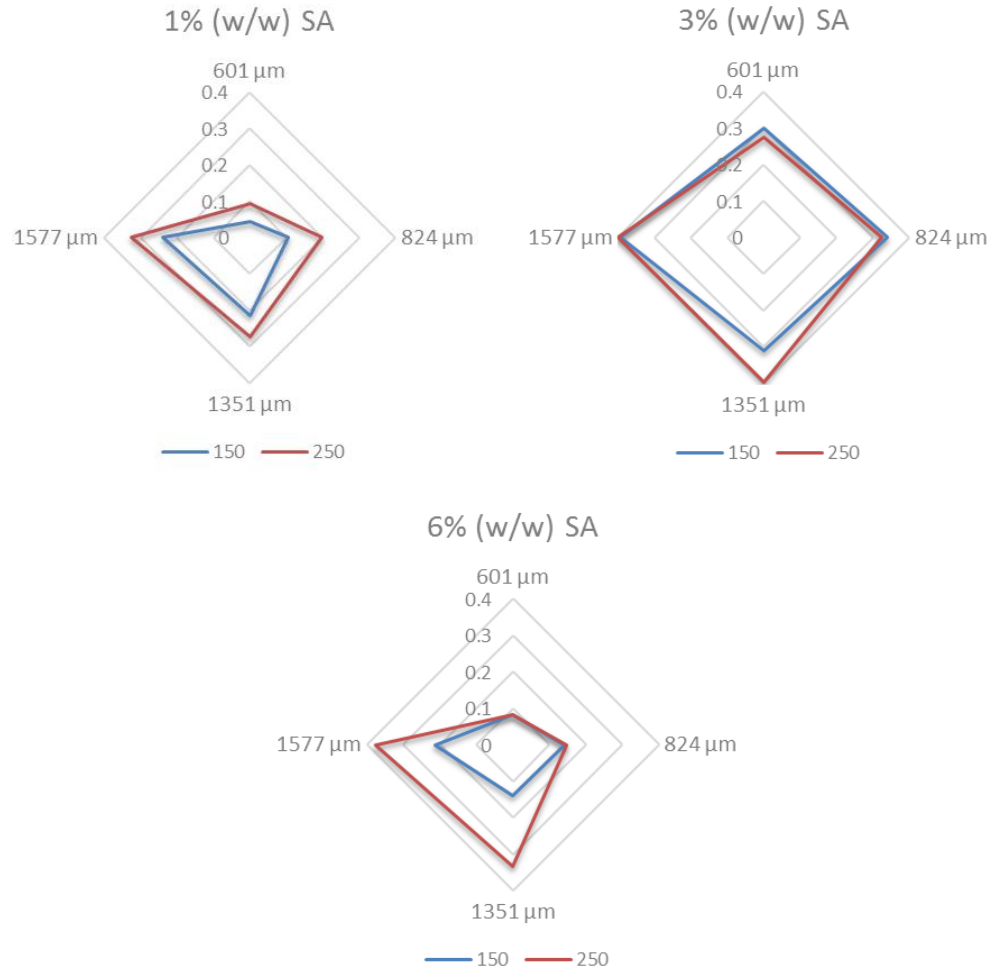 1% (w/w) SA
601 µm
0.4
0.3
0.2
0.1
0
1577 µm
824 µm
1351 µm
150 250
3% (w/w) SA
601 µm
0.4
0.3
0.2
0.1
0
1577 µm
824 µm
1351 µm
150 250
6% (w/w) SA
601 µm
0.4
0.3
0.2
0.1
0
1577 µm
824 µm
1351 µm
150 250